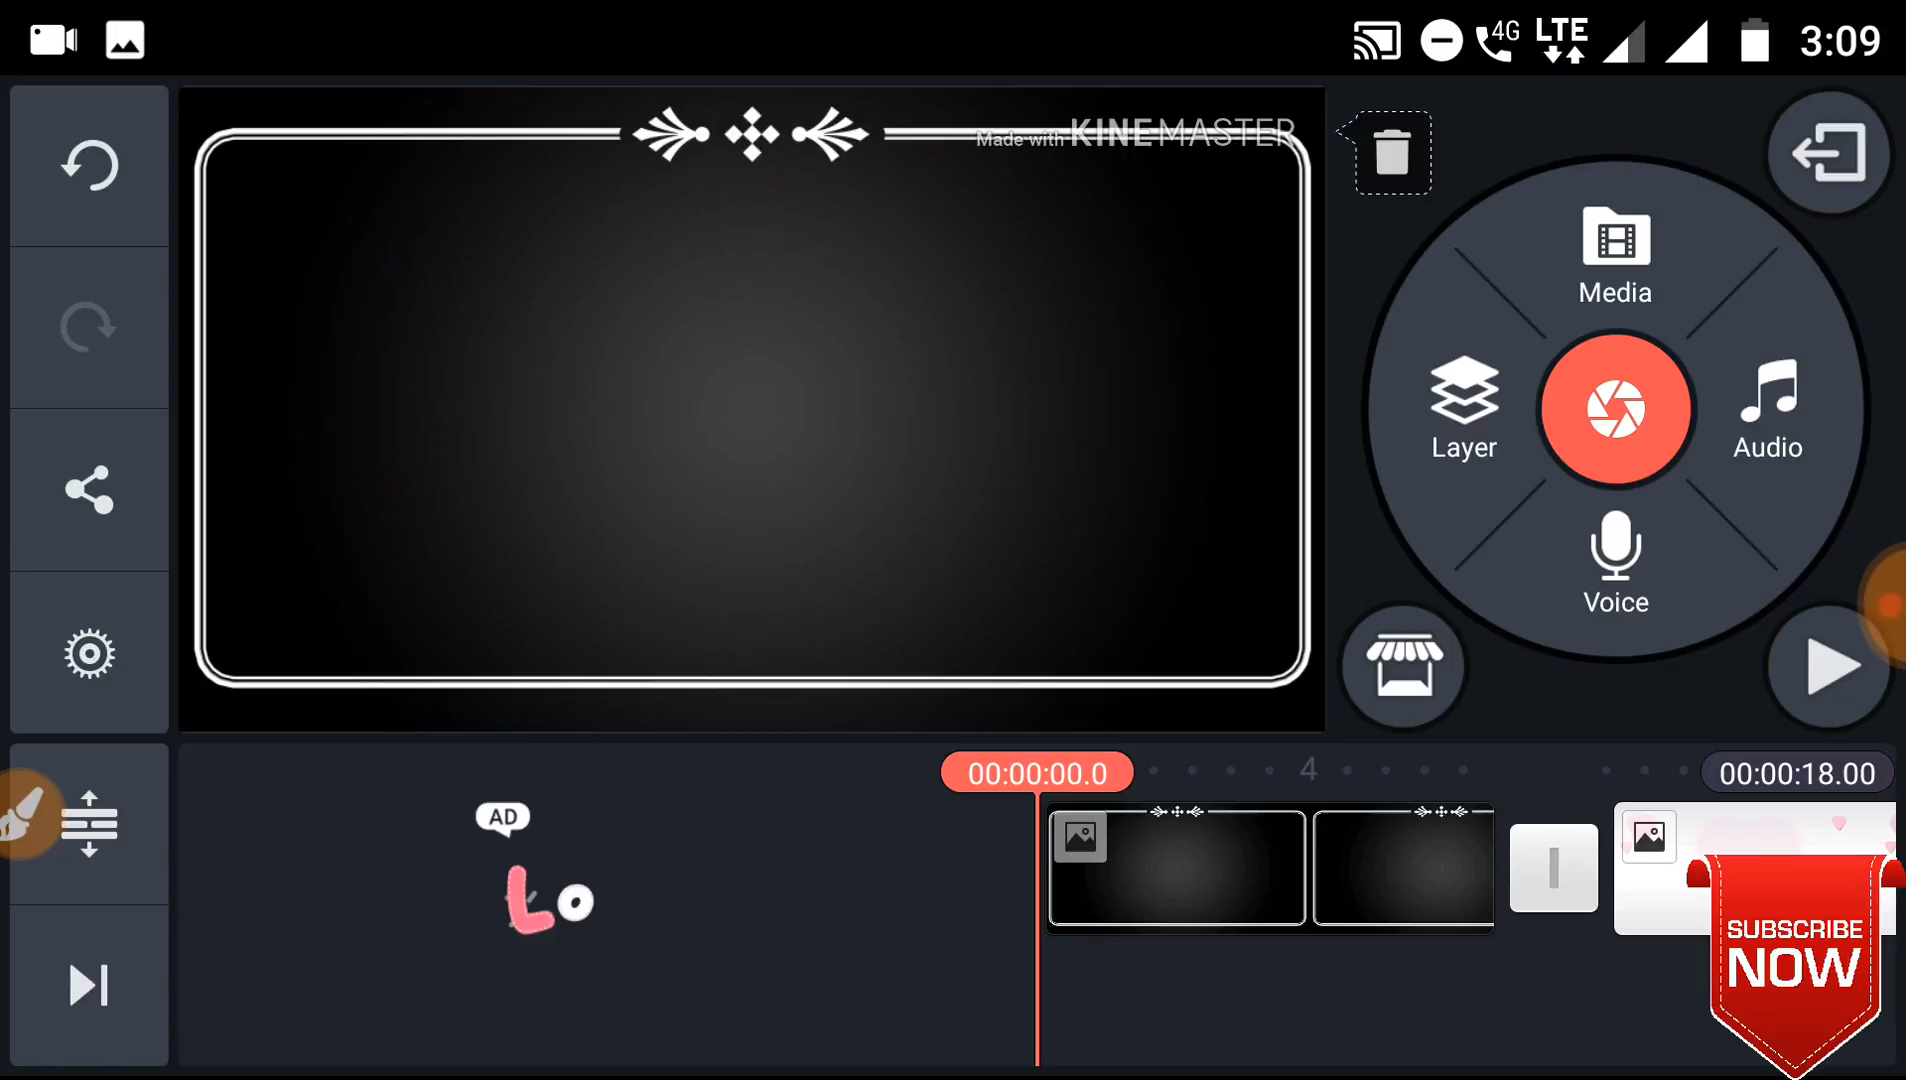 4G
LTE
3:09
Made with KINEMASTER
Media
Layer
Audio
Voice
00:00:00.0
4
00:00:18.00
AD
Lo
SUBSCRIBE
NOW